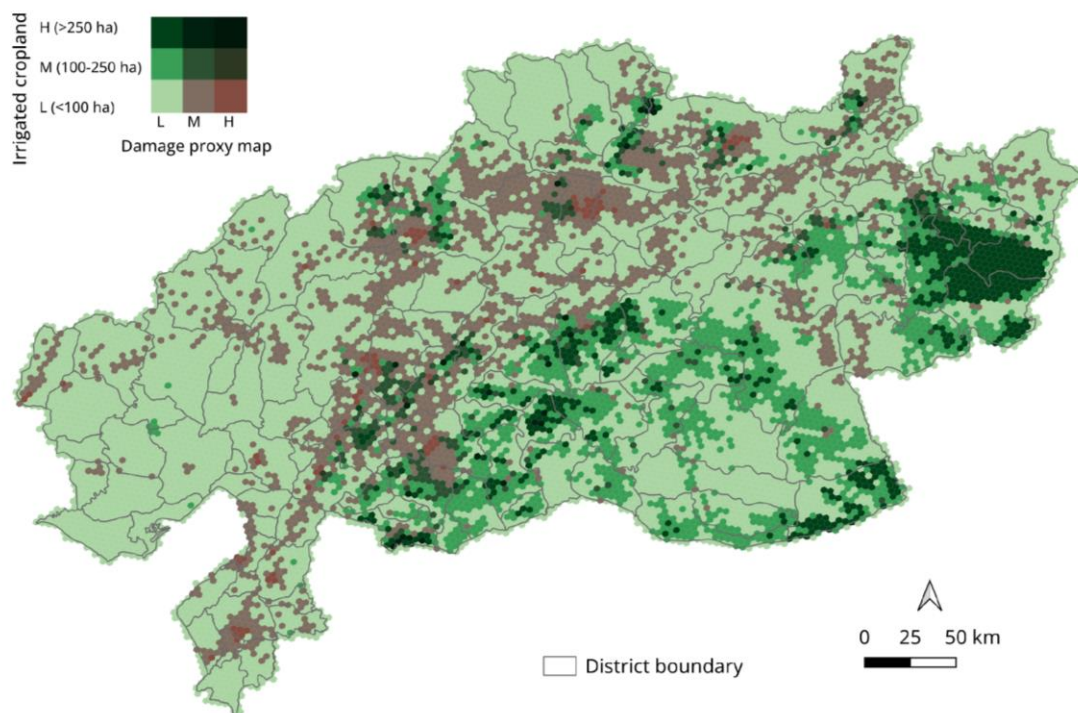 Irrigated cropland
H (>250 ha)
M (100-250 ha)
L (<100 ha)
L M H
Damage proxy map
0 25 50 km
District boundary